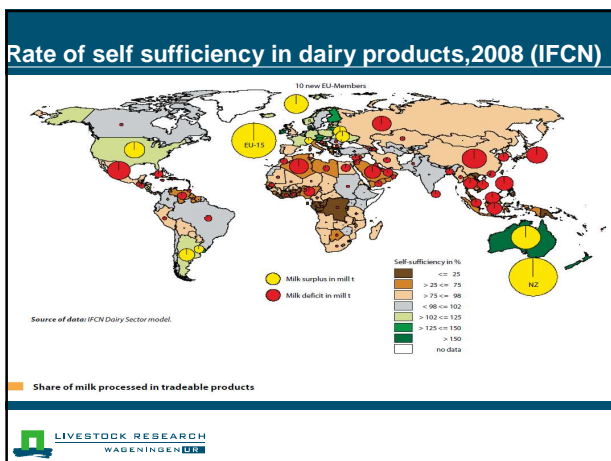 Rate of self sufficiency in dairy products,2008 (IFCN)
10 new EU-Members
EU-15
NZ
Milk surplus in mill t
Milk deficit in mill t
Self-sufficiency in %
<= 25
> 25 <= 75
> 75 <= 98
< 98 <= 102
> 102 <= 125
> 125 <= 150
> 150
no data
Source of data: IFCN Dairy Sector model.
Share of milk processed in tradeable products
LIVESTOCK RESEARCH
WAGENINGEN UR